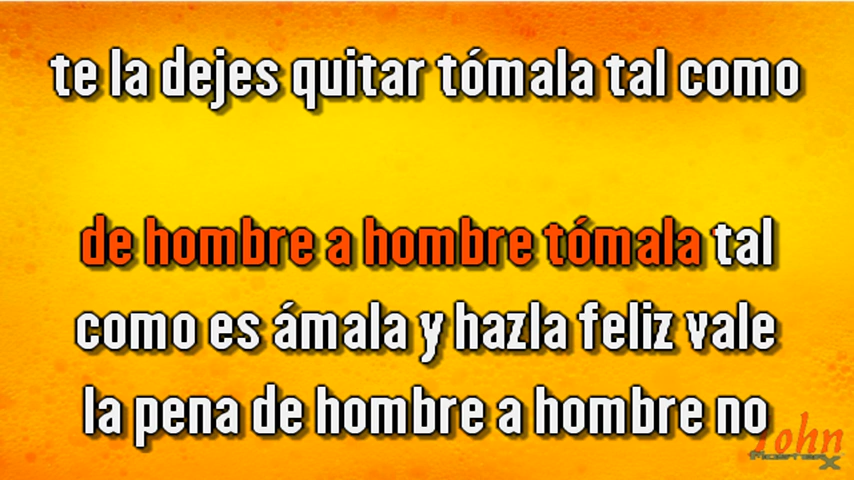 te la dejes quitar tómala tal como
de hombre a hombre tómala tal
como es ámala y hazla feliz vale
la pena de hombre a hombre no
John